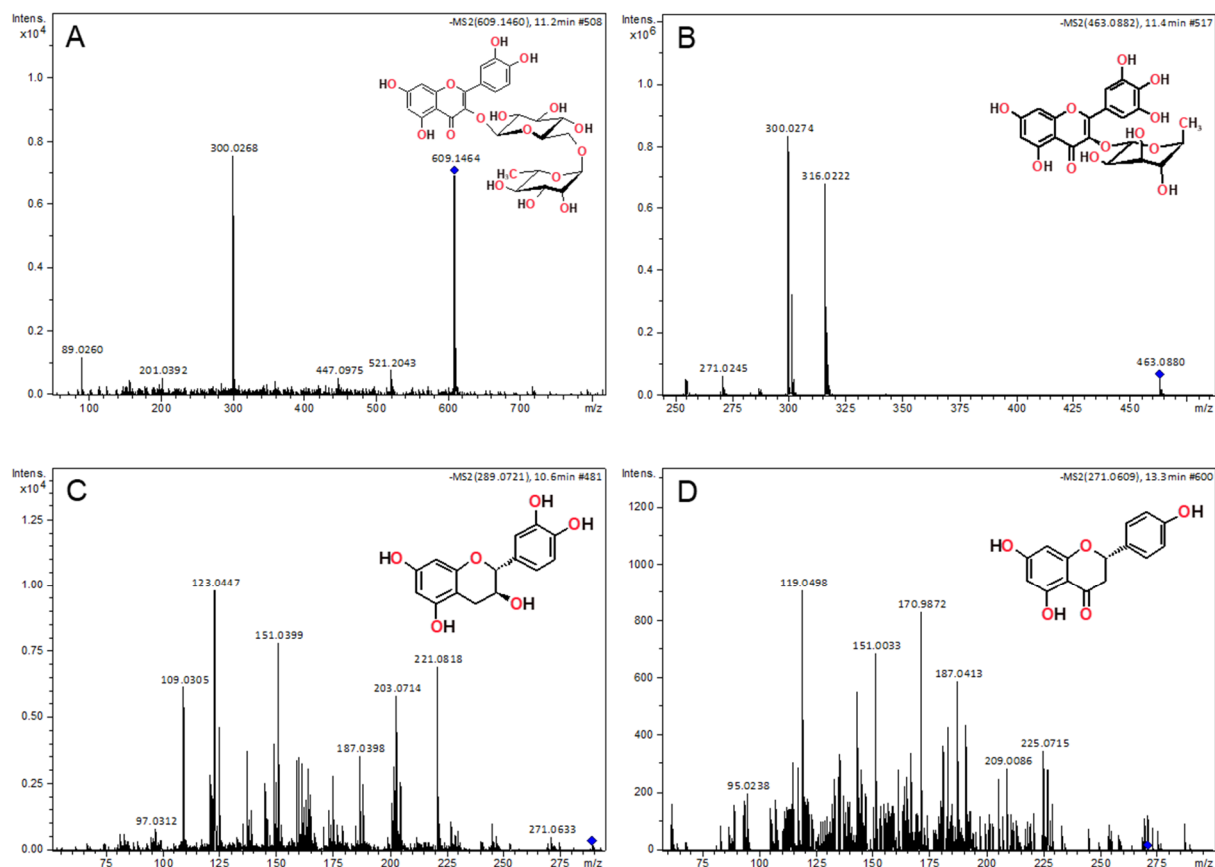 Intens.
x10⁴
A
-MS2(609.1460), 11.2min #508
1.0
0.8
0.6
0.4
0.2
0.0
89.0260
201.0392
300.0268
447.0975
521.2043
609.1464
100
200
300
400
500
600
700
m/z
OH
OH
HO
O
OH
O
O
HO
OH
O
OH
O
CH₃
O
HO
HO
OH
Intens.
x10⁶
B
-MS2(463.0882), 11.4min #517
1.0
0.8
0.6
0.4
0.2
0.0
271.0245
300.0274
316.0222
463.0880
250
275
300
325
350
375
400
425
450
m/z
OH
OH
OH
HO
O
OH
O
O
HO
HO
O
CH₃
OH
Intens.
x10⁴
C
-MS2(289.0721), 10.6min #481
1.25
1.00
0.75
0.50
0.25
0.00
97.0312
109.0305
123.0447
151.0399
187.0398
203.0714
221.0818
271.0633
75
100
125
150
175
200
225
250
275
m/z
OH
OH
HO
O
OH
OH
Intens.
D
-MS2(271.0609), 13.3min #600
1200
1000
800
600
400
200
0
95.0238
119.0498
151.0033
170.9872
187.0413
209.0086
225.0715
75
100
125
150
175
200
225
250
275
m/z
OH
HO
O
OH
O